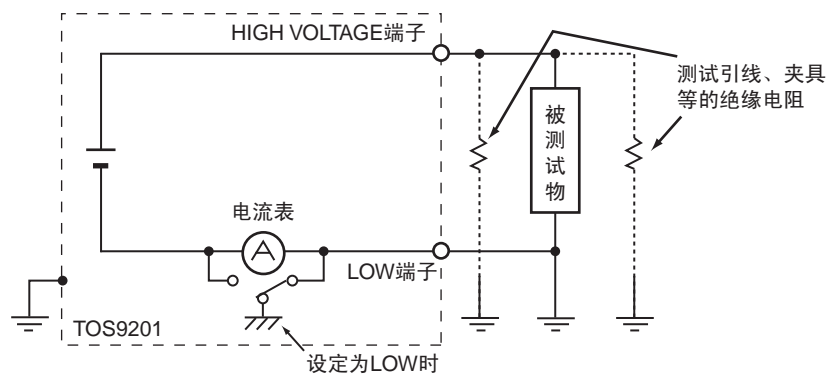 HIGH VOLTAGE端子
测试引线、夹具
等的绝缘电阻
被
测
试
物
电流表
A
LOW端子
TOS9201
设定为LOW时